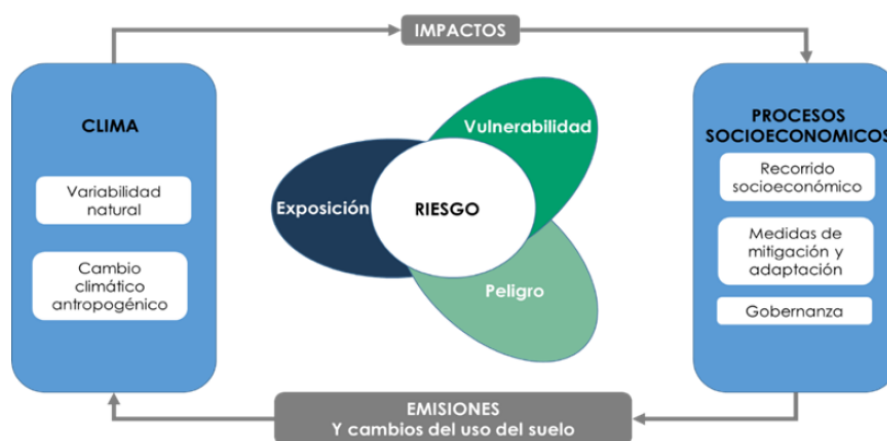 IMPACTOS
CLIMA
Variabilidad
natural
Cambio
climático
antropogénico
Vulnerabilidad
Exposición
RIESGO
Peligro
PROCESOS
SOCIOECONOMICOS
Recorrido
socioeconómico
Medidas de
mitigación y
adaptación
Gobernanza
EMISIONES
Y cambios del uso del suelo